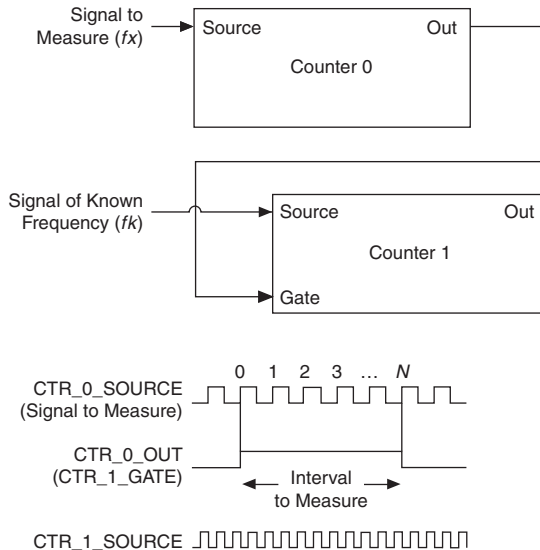 Signal to
Measure (fx)
Source
Out
Counter 0
Signal of Known
Frequency (fk)
Source
Out
Counter 1
Gate
0 1 2 3 … N
CTR_0_SOURCE
(Signal to Measure)
CTR_0_OUT
(CTR_1_GATE)
Interval
to Measure
CTR_1_SOURCE